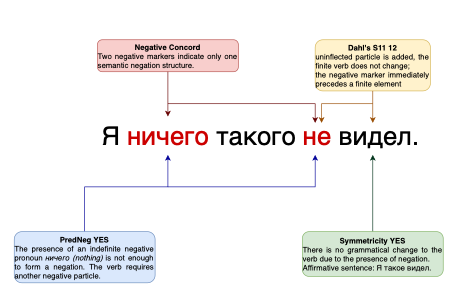 Negative Concord
Two negative markers indicate only one
semantic negation structure.
Dahl's S11 12
uninflected particle is added, the
finite verb does not change;
the negative marker immediately
precedes a finite element
Я ничего такого не видел.
PredNeg YES
The presence of an indefinite negative
pronoun ничего (nothing) is not enough
to form a negation. The verb requires
another negative particle.
Symmetricity YES
There is no grammatical change to the
verb due to the presence of negation.
Affirmative sentence: Я такое видел.